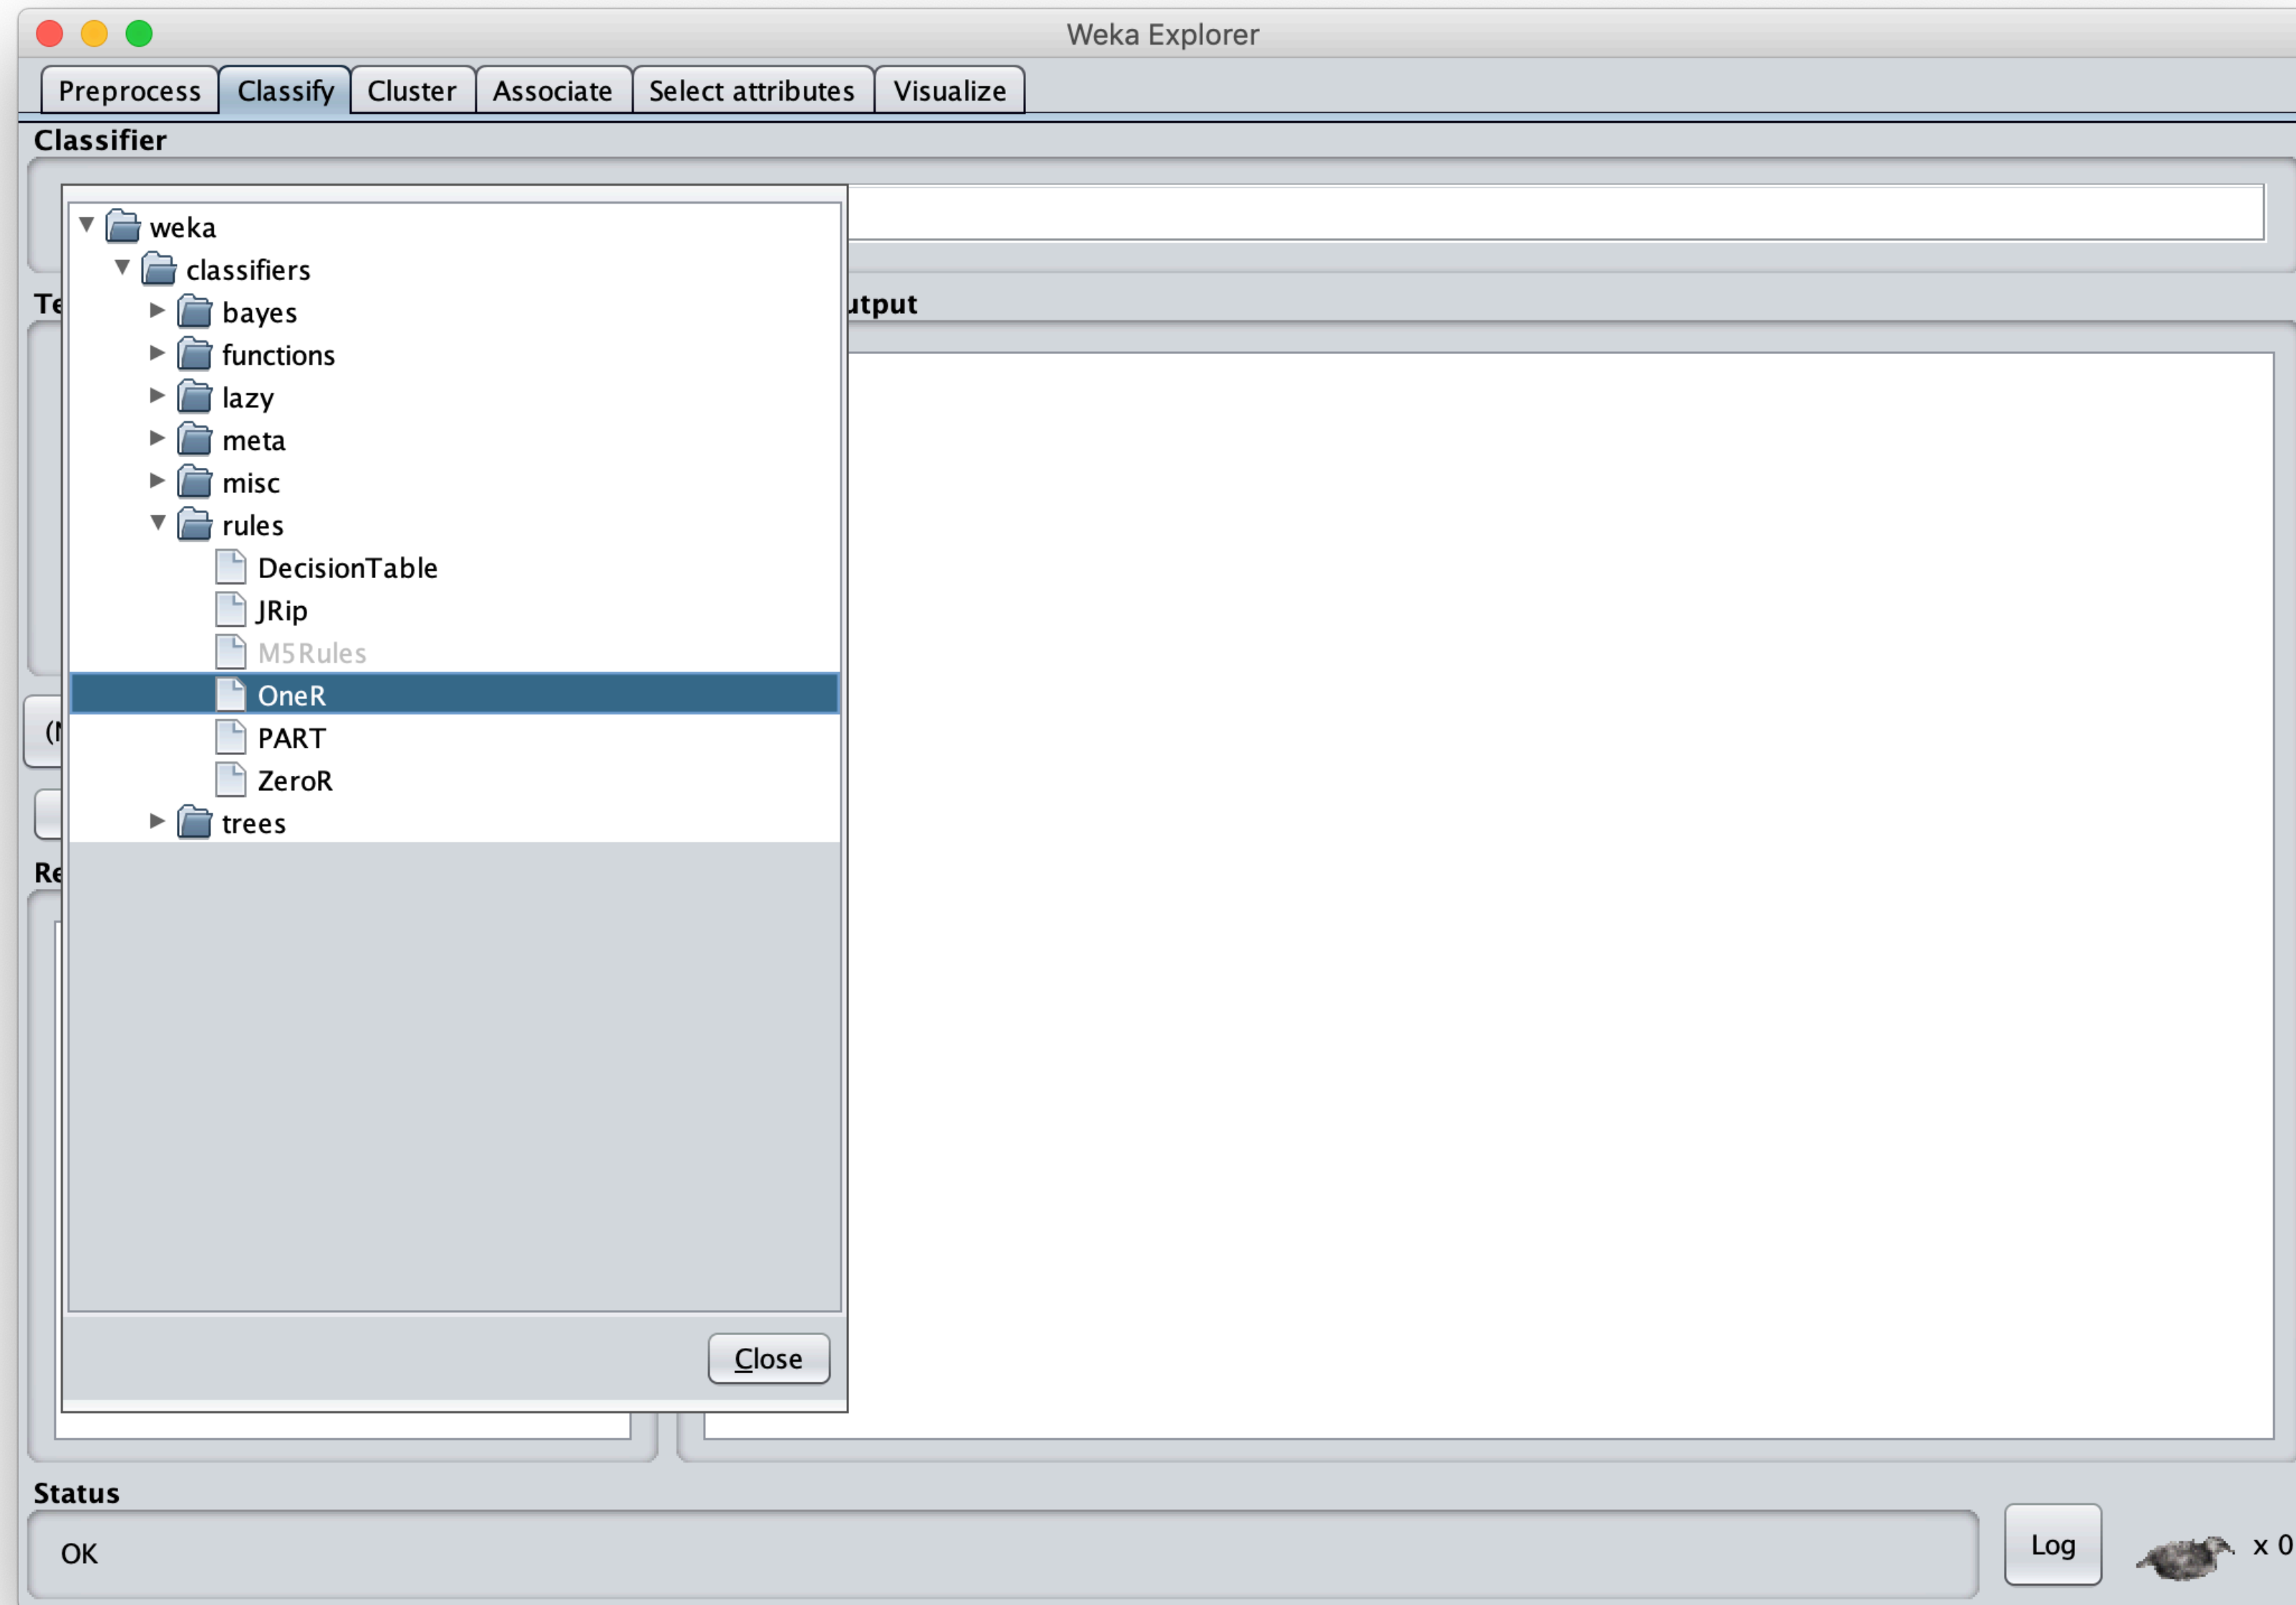 Weka Explorer
Preprocess Classify Cluster Associate Select attributes Visualize
Classifier
weka
classifiers
bayes
functions
lazy
meta
misc
rules
DecisionTable
JRip
M5Rules
OneR
PART
ZeroR
trees
Close
Status
OK
Log
x 0